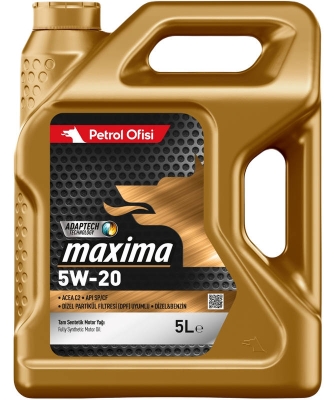 Petrol Ofisi
ADAPTECH
TECHNOLOGY
maxima
5W-20
• ACEA C2 • API SP/CF
• DİZEL PARTİKÜL FİLTRESİ (DPF) UYUMLU • DİZEL&BENZİN
5L e
Tam Sentetik Motor Yağı
Fully Synthetic Motor Oil